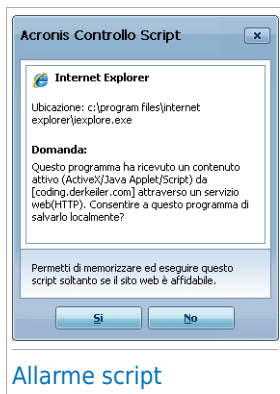 Acronis Controllo Script
Internet Explorer
Ubicazione: c:\program files\internet
explorer\iexplore.exe
Domanda:
Questo programma ha ricevuto un contenuto
attivo (ActiveX/Java Applet/Script) da
[coding.derkeiler.com] attraverso un servizio
web(HTTP). Consentire a questo programma di
salvarlo localmente?
Permetti di memorizzare ed eseguire questo
script soltanto se il sito web è affidabile.
Si
No
Allarme script